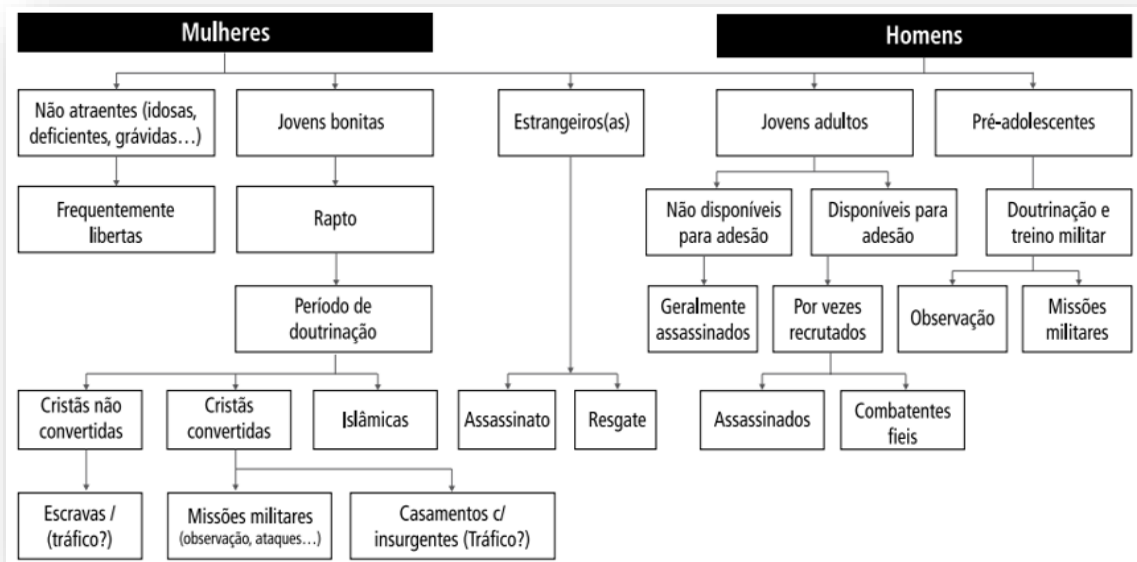 Mulheres
Homens
Não atraentes (idosas,
deficientes, grávidas…)
Jovens bonitas
Estrangeiros(as)
Jovens adultos
Pré-adolescentes
Frequentemente
libertas
Rapto
Não disponíveis
para adesão
Disponíveis para
adesão
Doutrinação e
treino militar
Período de
doutrinação
Geralmente
assassinados
Por vezes
recrutados
Observação
Missões
militares
Cristãs não
convertidas
Cristãs
convertidas
Islâmicas
Assassinato
Resgate
Assassinados
Combatentes
fieis
Escravas /
(tráfico?)
Missões militares
(observação, ataques…)
Casamentos c/
insurgentes (Tráfico?)